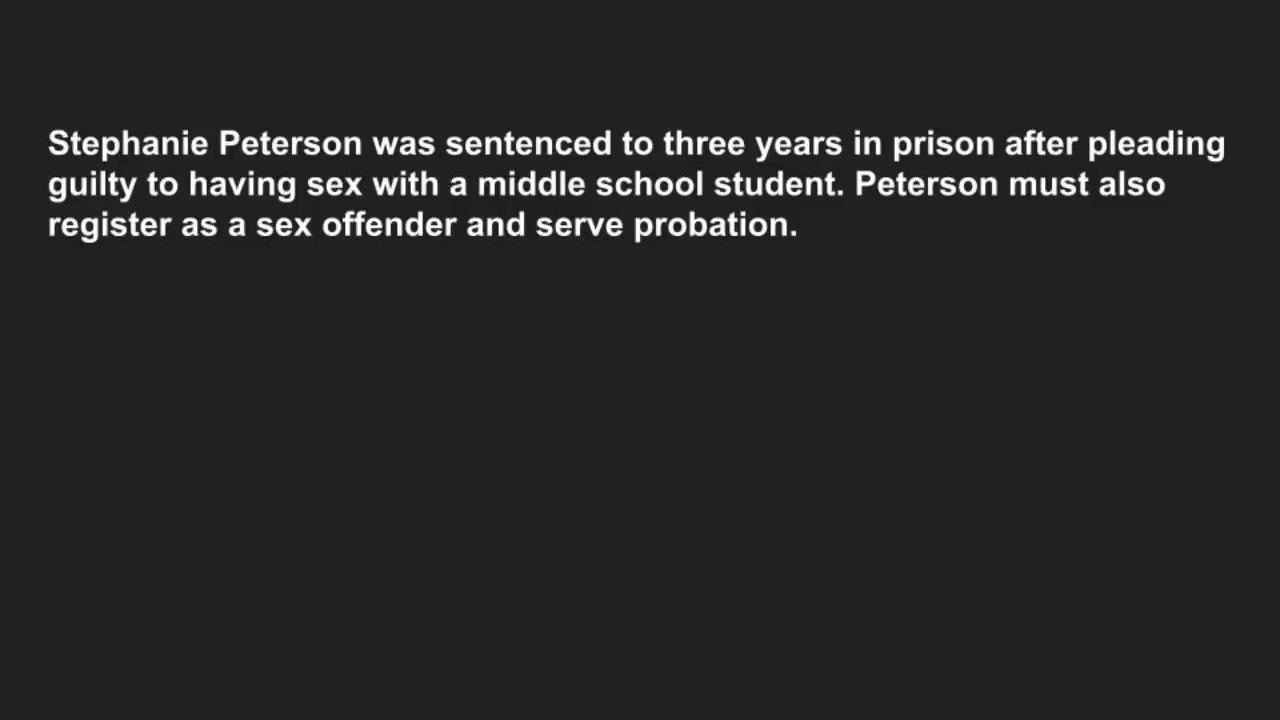 Stephanie Peterson was sentenced to three years in prison after pleading
guilty to having sex with a middle school student. Peterson must also
register as a sex offender and serve probation.